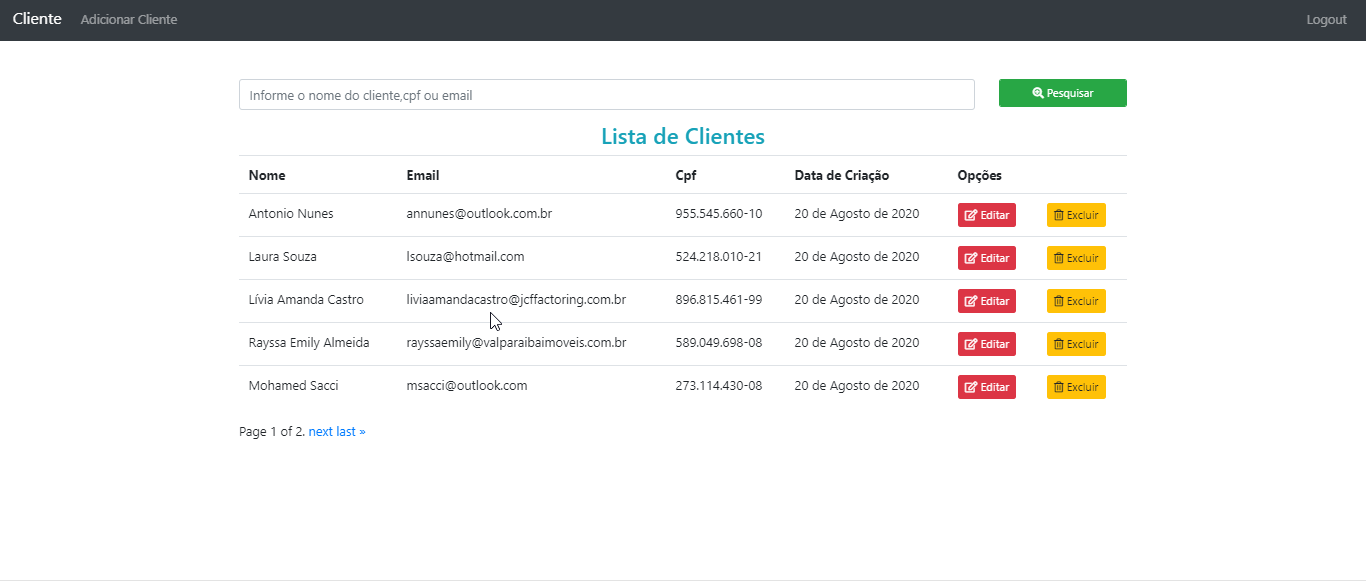 Cliente Adicionar Cliente Logout
Informe o nome do cliente,cpf ou email Pesquisar
Lista de Clientes
Nome Email Cpf Data de Criação Opções
Antonio Nunes annunes@outlook.com.br 955.545.660-10 20 de Agosto de 2020 Editar Excluir
Laura Souza lsouza@hotmail.com 524.218.010-21 20 de Agosto de 2020 Editar Excluir
Lívia Amanda Castro liviaamandacastro@jcffactoring.com.br 896.815.461-99 20 de Agosto de 2020 Editar Excluir
Rayssa Emily Almeida rayssaemily@valparaibaimoveis.com.br 589.049.698-08 20 de Agosto de 2020 Editar Excluir
Mohamed Sacci msacci@outlook.com 273.114.430-08 20 de Agosto de 2020 Editar Excluir
Page 1 of 2. next last »